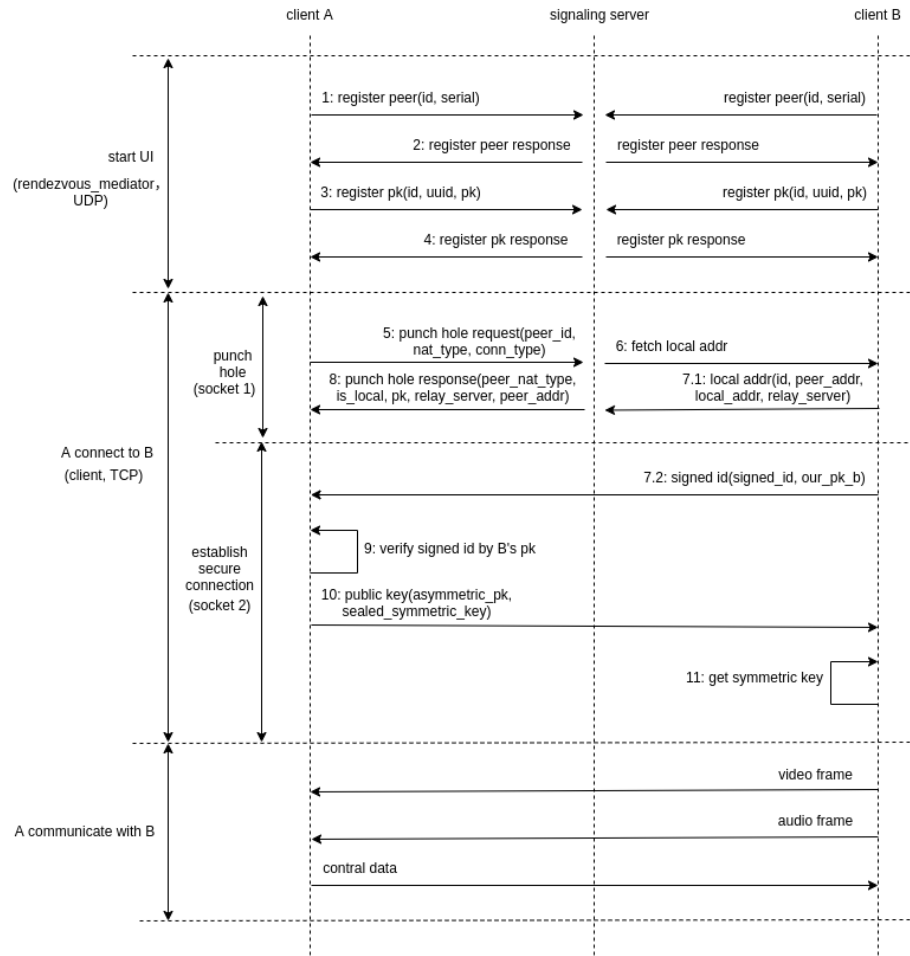 client A
signaling server
client B
1: register peer(id, serial)
register peer(id, serial)
2: register peer response
register peer response
start UI
(rendezvous_mediator，
UDP)
3: register pk(id, uuid, pk)
register pk(id, uuid, pk)
4: register pk response
register pk response
A connect to B
(client, TCP)
punch
hole
(socket 1)
5: punch hole request(peer_id,
nat_type, conn_type)
6: fetch local addr
8: punch hole response(peer_nat_type,
is_local, pk, relay_server, peer_addr)
7.1: local addr(id, peer_addr,
local_addr, relay_server)
establish
secure
connection
(socket 2)
7.2: signed id(signed_id, our_pk_b)
9: verify signed id by B's pk
10: public key(asymmetric_pk,
sealed_symmetric_key)
11: get symmetric key
A communicate with B
video frame
audio frame
contral data